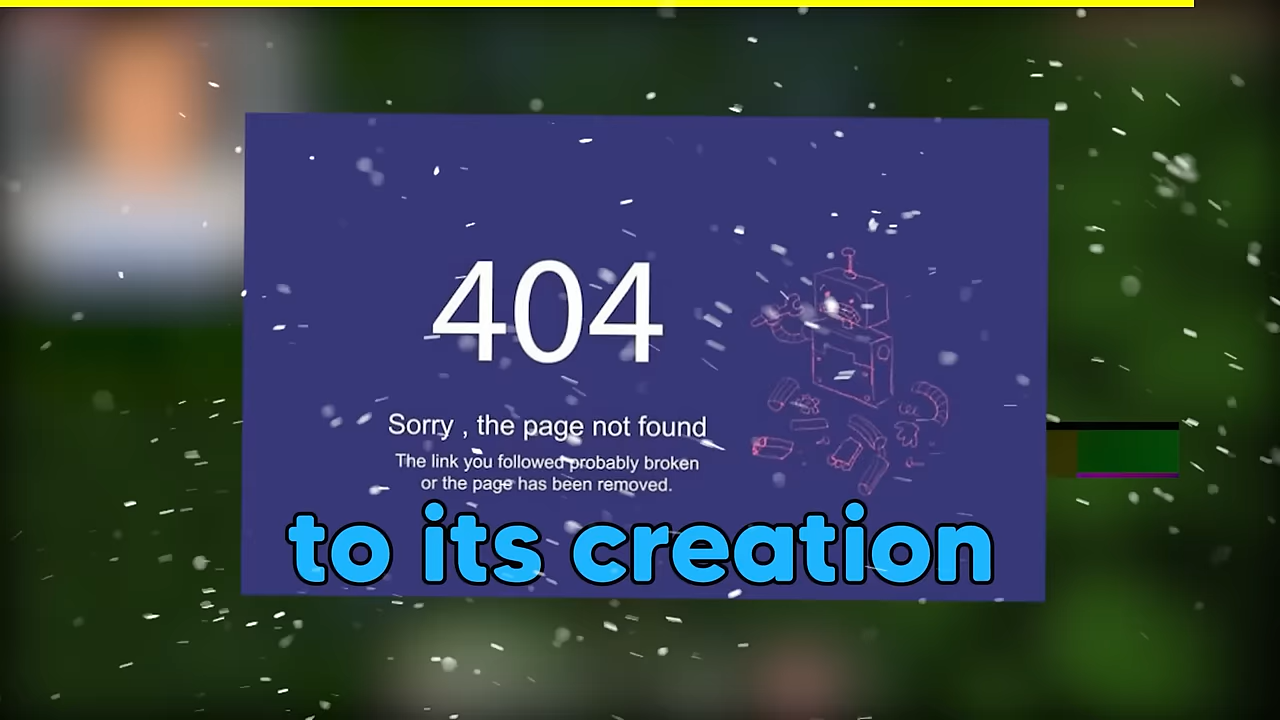 404
Sorry , the page not found
The link you followed probably broken
or the page has been removed.
to its creation